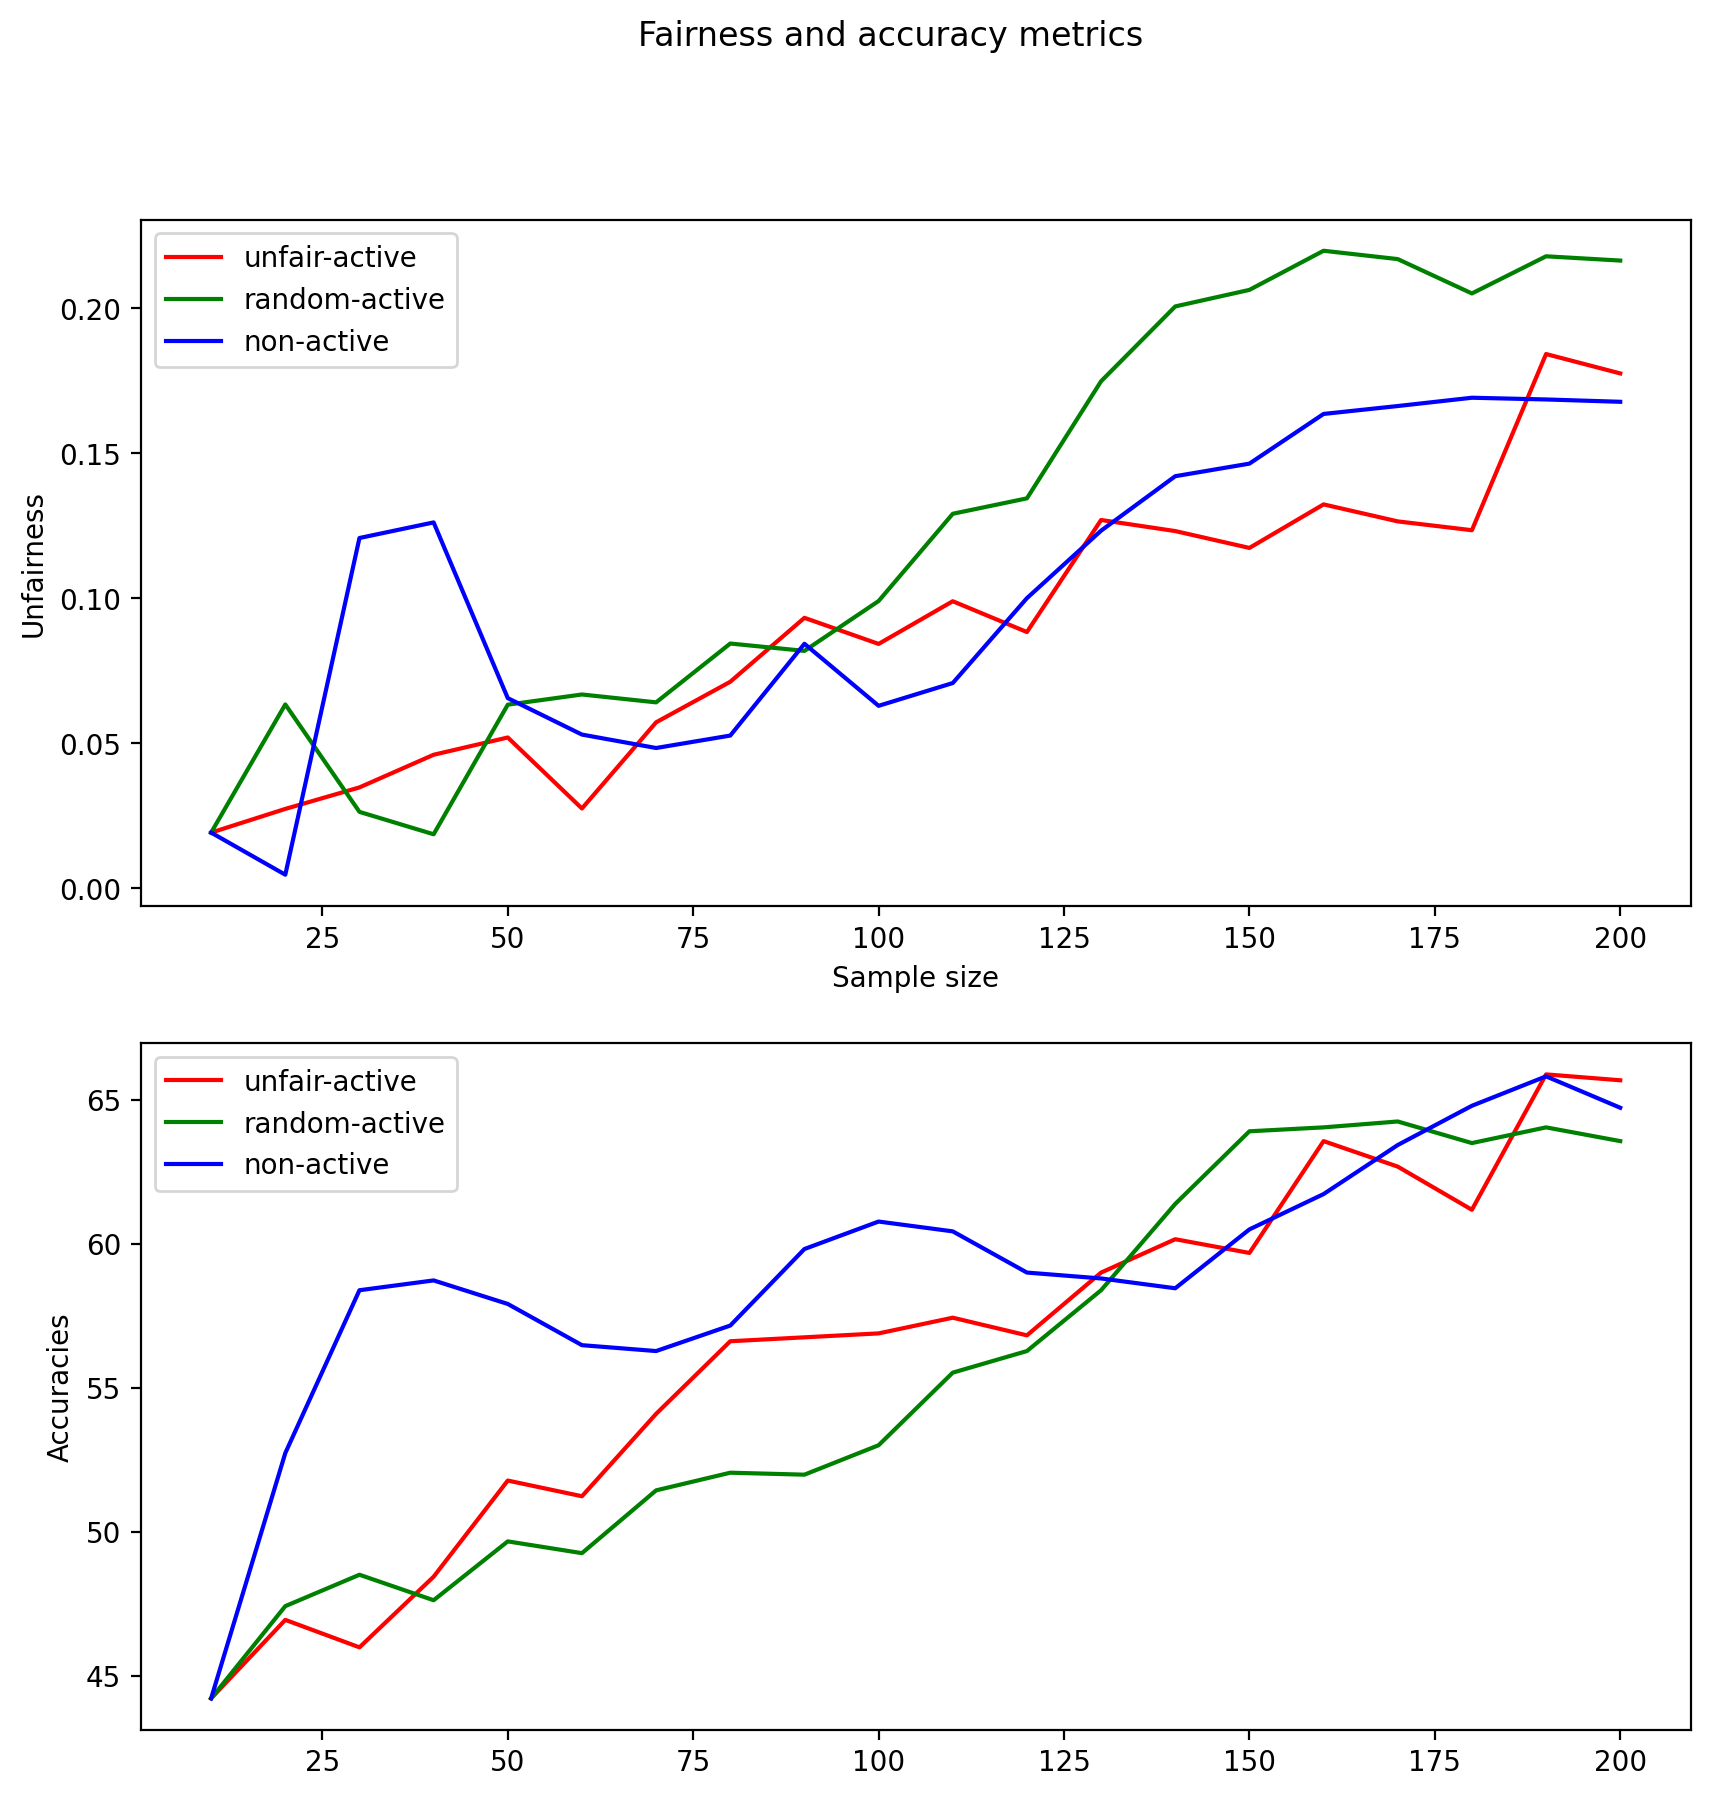 Fairness and accuracy metrics
unfair-active
random-active
non-active
0.20
0.15
0.10
0.05
0.00
Unfairness
25 50 75 100 125 150 175 200
Sample size
unfair-active
random-active
non-active
65
60
55
50
45
Accuracies
25 50 75 100 125 150 175 200